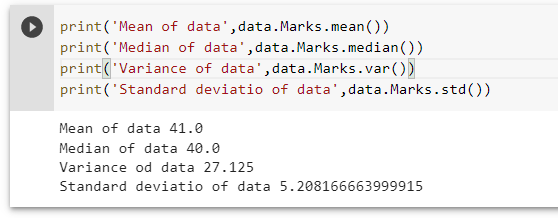 print('Mean of data',data.Marks.mean())
print('Median of data',data.Marks.median())
print('Variance of data',data.Marks.var())
print('Standard deviatio of data',data.Marks.std())
Mean of data 41.0
Median of data 40.0
Variance od data 27.125
Standard deviatio of data 5.208166663999915